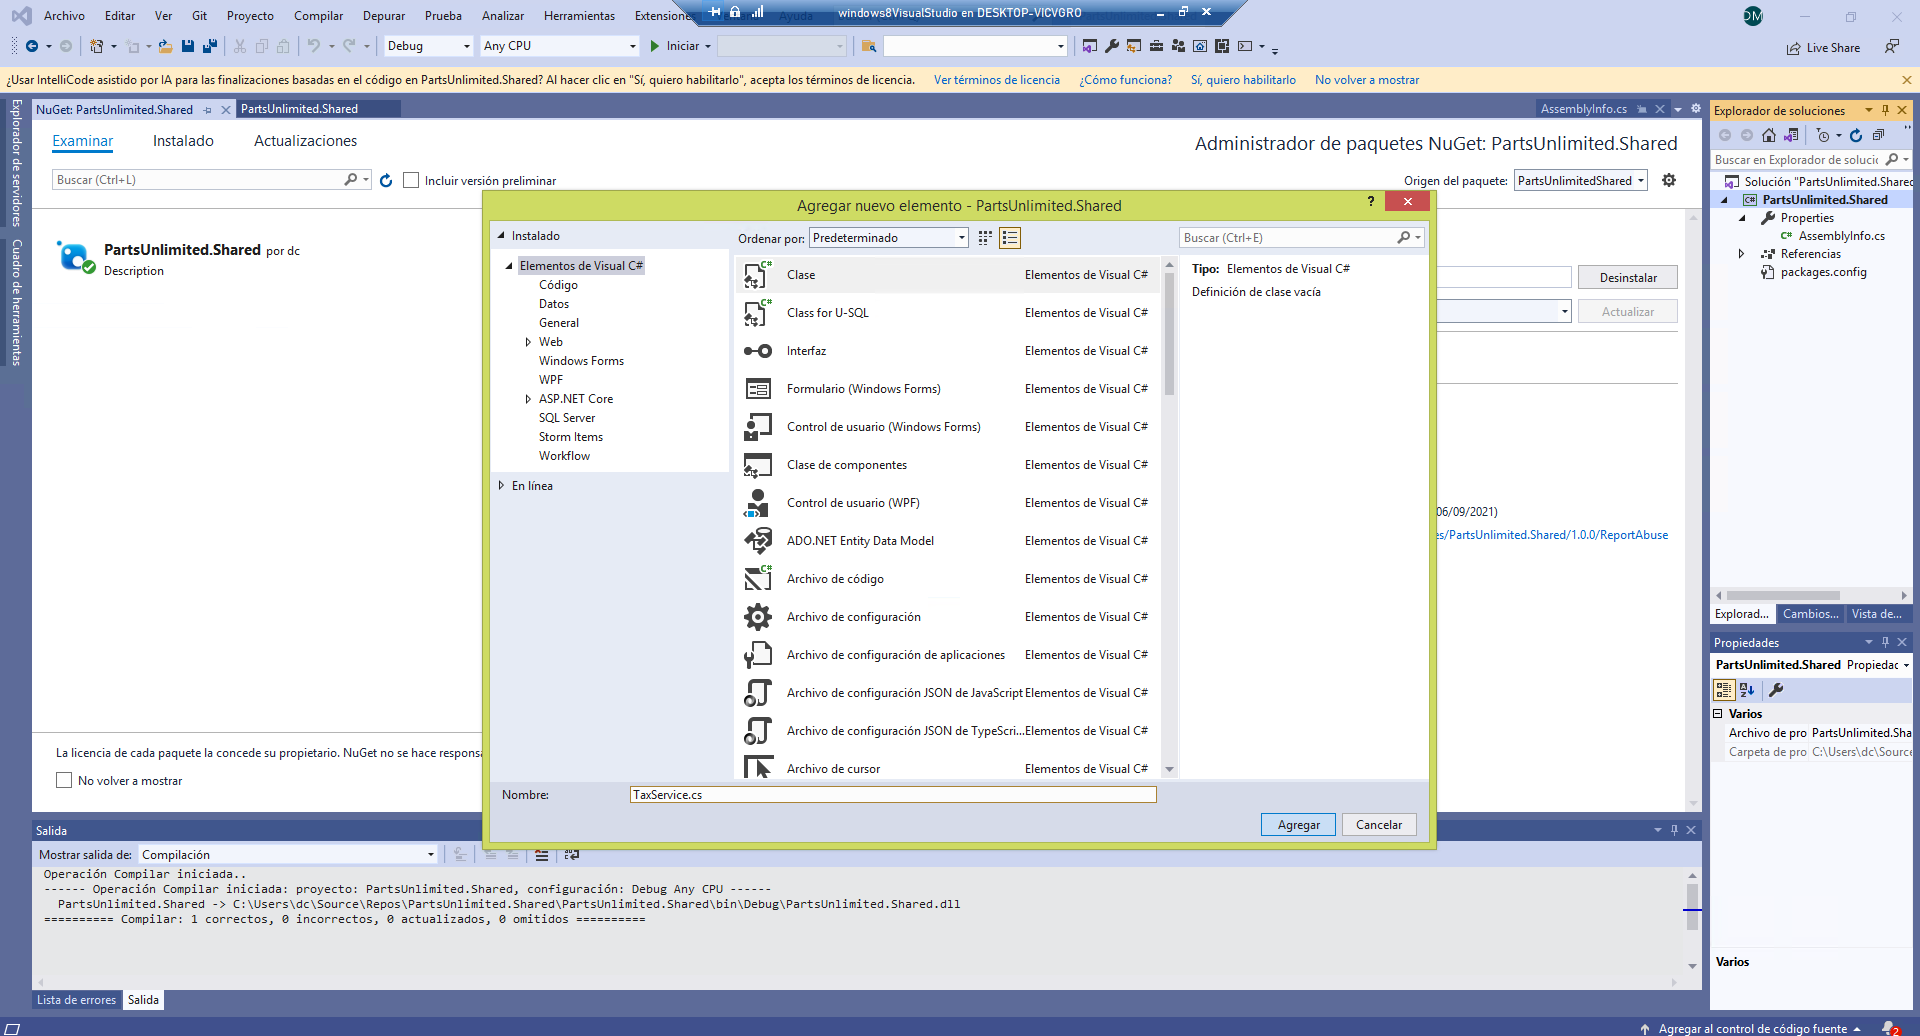 Archivo Editar Ver Git Proyecto Compilar Depurar Prueba Analizar Herramientas Extensiones
windows8VisualStudio en DESKTOP-VICVGRO
DM
Debug Any CPU Iniciar Live Share
¿Usar IntelliCode asistido por IA para las finalizaciones basadas en el código en PartsUnlimited.Shared? Al hacer clic en "Sí, quiero habilitarlo", acepta los términos de licencia. Ver términos de licencia ¿Cómo funciona? Sí, quiero habilitarlo No volver a mostrar
Explorador de servidores
Cuadro de herramientas
NuGet: PartsUnlimited.Shared PartsUnlimited.Shared AssemblyInfo.cs
Examinar Instalado Actualizaciones
Administrador de paquetes NuGet: PartsUnlimited.Shared
Buscar (Ctrl+L) Incluir versión preliminar Origen del paquete: PartsUnlimitedShared
PartsUnlimited.Shared por dc
Description
Desinstalar
Actualizar
06/09/2021)
es/PartsUnlimited.Shared/1.0.0/ReportAbuse
La licencia de cada paquete la concede su propietario. NuGet no se hace responsa
No volver a mostrar
Agregar nuevo elemento - PartsUnlimited.Shared ?
Instalado
Elementos de Visual C#
Código
Datos
General
Web
Windows Forms
WPF
ASP.NET Core
SQL Server
Storm Items
Workflow
En línea
Ordenar por: Predeterminado
Buscar (Ctrl+E)
Clase Elementos de Visual C#
Class for U-SQL Elementos de Visual C#
Interfaz Elementos de Visual C#
Formulario (Windows Forms) Elementos de Visual C#
Control de usuario (Windows Forms) Elementos de Visual C#
Clase de componentes Elementos de Visual C#
Control de usuario (WPF) Elementos de Visual C#
ADO.NET Entity Data Model Elementos de Visual C#
Archivo de código Elementos de Visual C#
Archivo de configuración Elementos de Visual C#
Archivo de configuración de aplicaciones Elementos de Visual C#
Archivo de configuración JSON de JavaScript Elementos de Visual C#
Archivo de configuración JSON de TypeScri... Elementos de Visual C#
Archivo de cursor Elementos de Visual C#
Tipo: Elementos de Visual C#
Definición de clase vacía
Nombre: TaxService.cs
Agregar Cancelar
Explorador de soluciones
Buscar en Explorador de solucio
Solución "PartsUnlimited.Shared
PartsUnlimited.Shared
Properties
AssemblyInfo.cs
Referencias
packages.config
Explorad... Cambios... Vista de...
Propiedades
PartsUnlimited.Shared Propiedac
Varios
Archivo de pro PartsUnlimited.Sha
Carpeta de pro C:\Users\dc\Source
Varios
Salida
Mostrar salida de: Compilación
Operación Compilar iniciada..
------ Operación Compilar iniciada: proyecto: PartsUnlimited.Shared, configuración: Debug Any CPU ------
PartsUnlimited.Shared -> C:\Users\dc\Source\Repos\PartsUnlimited.Shared\PartsUnlimited.Shared\bin\Debug\PartsUnlimited.Shared.dll
========== Compilar: 1 correctos, 0 incorrectos, 0 actualizados, 0 omitidos ==========
Lista de errores Salida
Agregar al control de código fuente 2